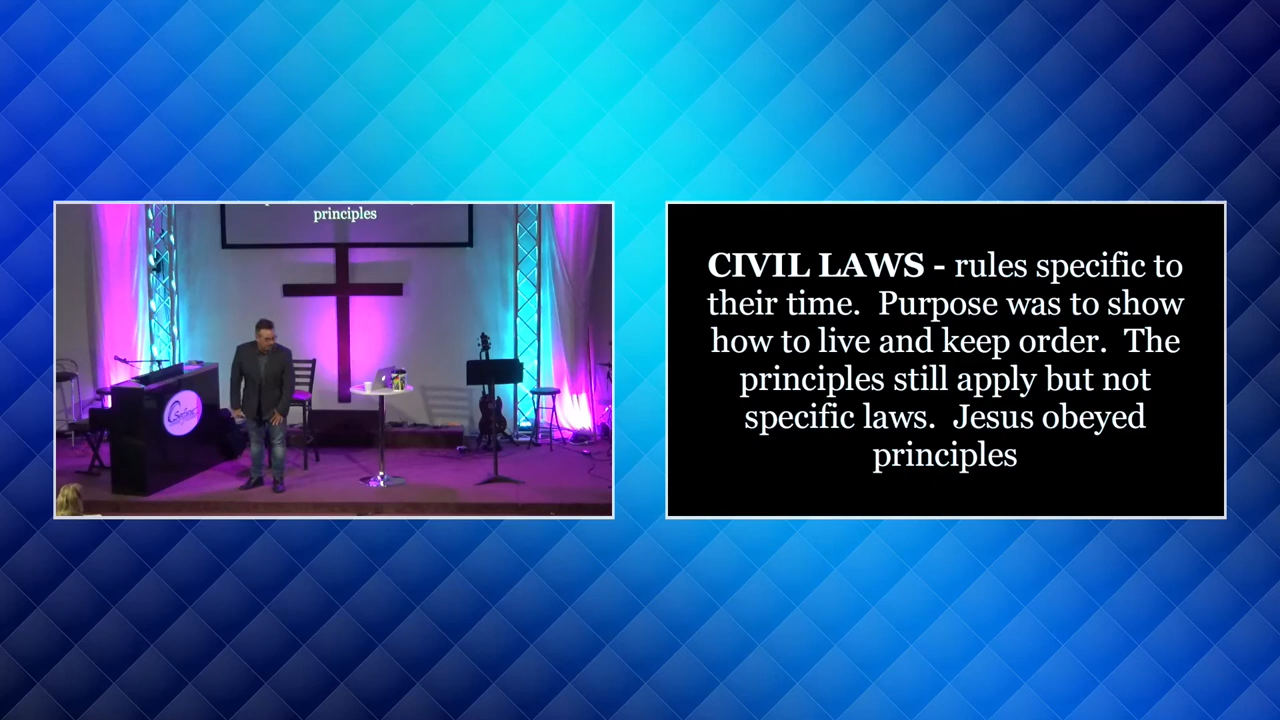 principles
CIVIL LAWS - rules specific to
their time.  Purpose was to show
how to live and keep order.  The
principles still apply but not
specific laws.  Jesus obeyed
principles